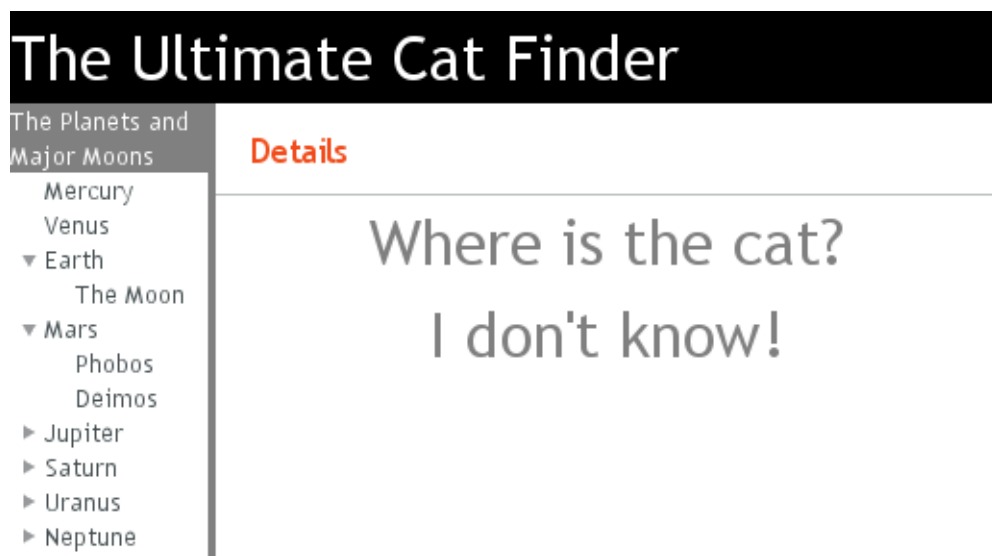 The Ultimate Cat Finder
The Planets and
Major Moons
Mercury
Venus
Earth
The Moon
Mars
Phobos
Deimos
Jupiter
Saturn
Uranus
Neptune
Details
Where is the cat?
I don't know!